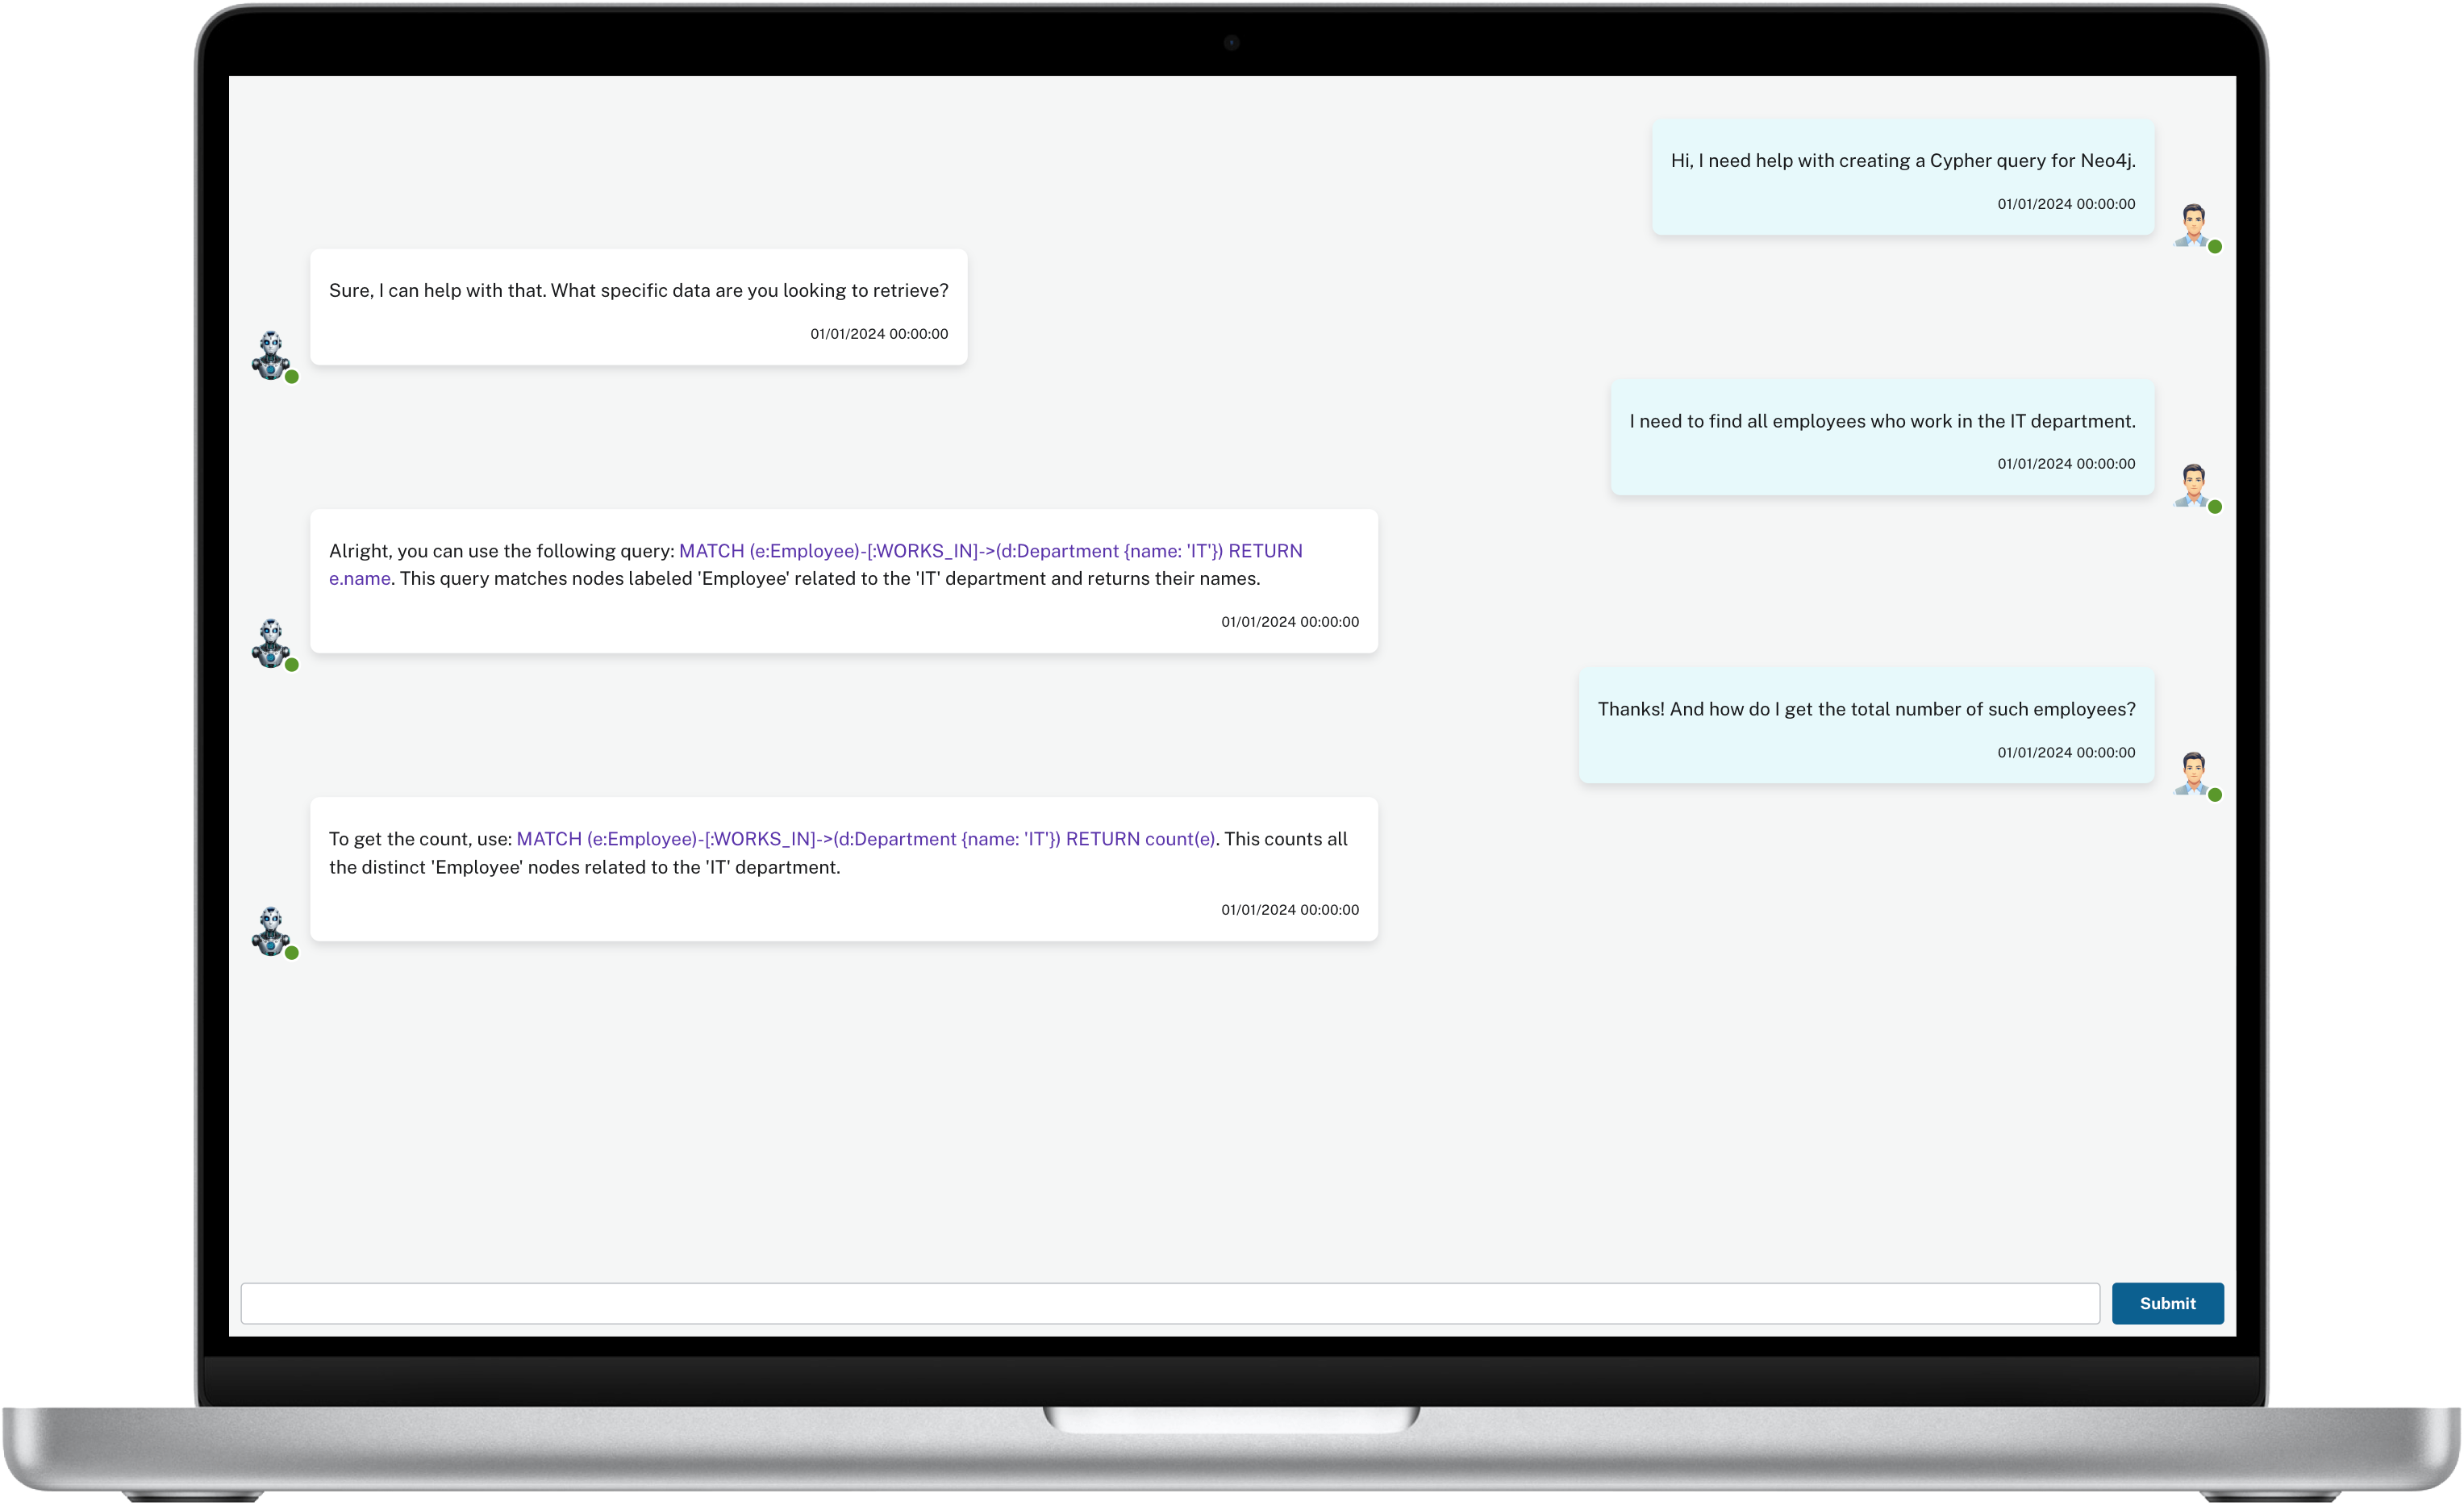 Hi, I need help with creating a Cypher query for Neo4j.
01/01/2024 00:00:00
Sure, I can help with that. What specific data are you looking to retrieve?
01/01/2024 00:00:00
I need to find all employees who work in the IT department.
01/01/2024 00:00:00
Alright, you can use the following query: MATCH (e:Employee)-[:WORKS_IN]->(d:Department {name: 'IT'}) RETURN
e.name. This query matches nodes labeled 'Employee' related to the 'IT' department and returns their names.
01/01/2024 00:00:00
Thanks! And how do I get the total number of such employees?
01/01/2024 00:00:00
To get the count, use: MATCH (e:Employee)-[:WORKS_IN]->(d:Department {name: 'IT'}) RETURN count(e). This counts all
the distinct 'Employee' nodes related to the 'IT' department.
01/01/2024 00:00:00
Submit